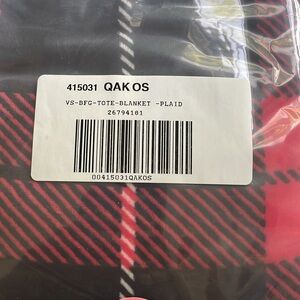 415031 QAK OS
VS-BFG-TOTE-BLANKET -PLAID
26794181
00415031QAKOS